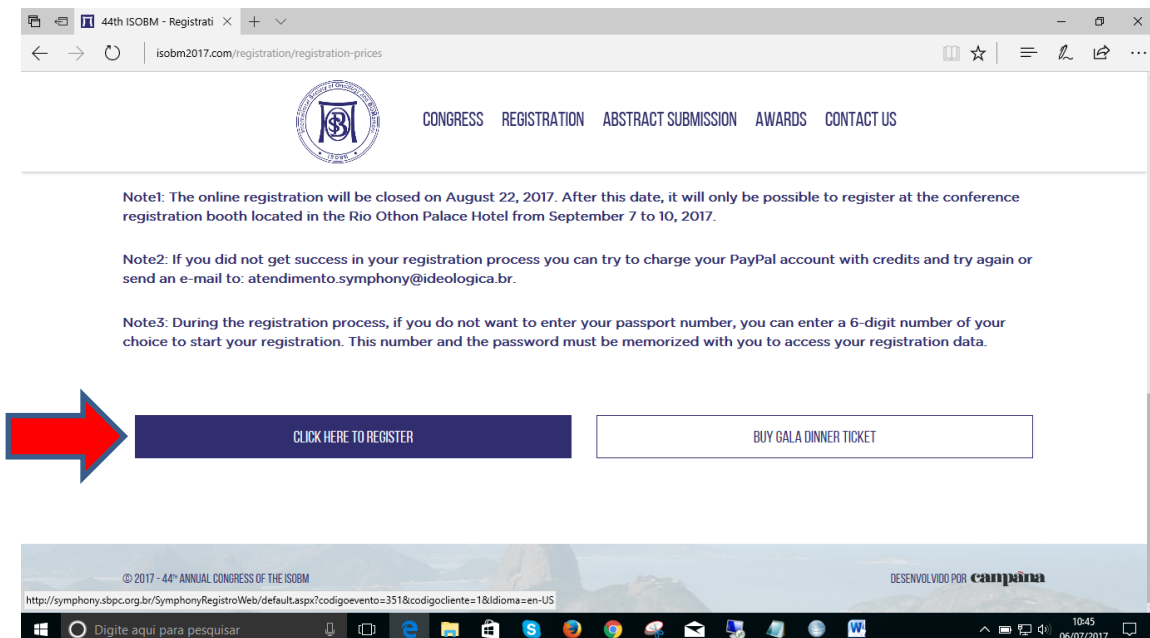 44th ISOBM - Registrati
isobm2017.com/registration/registration-prices
CONGRESS REGISTRATION ABSTRACT SUBMISSION AWARDS CONTACT US
Note1: The online registration will be closed on August 22, 2017. After this date, it will only be possible to register at the conference
registration booth located in the Rio Othon Palace Hotel from September 7 to 10, 2017.
Note2: If you did not get success in your registration process you can try to charge your PayPal account with credits and try again or
send an e-mail to: atendimento.symphony@ideologica.br.
Note3: During the registration process, if you do not want to enter your passport number, you can enter a 6-digit number of your
choice to start your registration. This number and the password must be memorized with you to access your registration data.
CLICK HERE TO REGISTER
BUY GALA DINNER TICKET
© 2017 - 44th ANNUAL CONGRESS OF THE ISOBM
DESENVOLVIDO POR canpana
http://symphony.sbpc.org.br/SymphonyRegistroWeb/default.aspx?codigoevento=351&codigocliente=1&Idioma=en-US
Digite aqui para pesquisar
10:45
06/07/2017